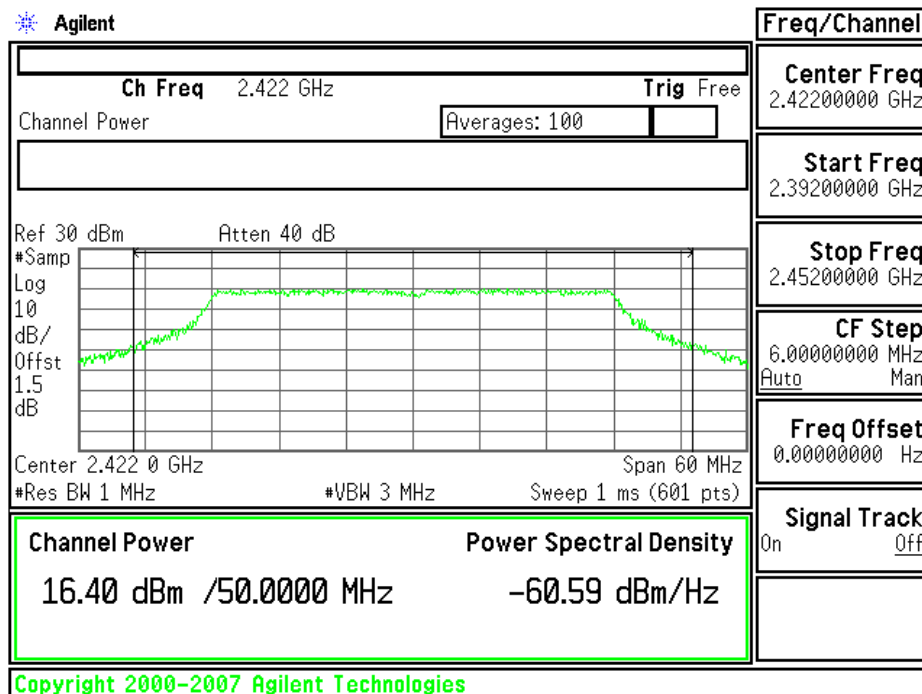 Agilent
Freq/Channel
Ch Freq 2.422 GHz Trig Free
Channel Power Averages: 100
Ref 30 dBm Atten 40 dB
#Samp
Log
10
dB/
Offst
1.5
dB
Center 2.422 0 GHz Span 60 MHz
#Res BW 1 MHz #VBW 3 MHz Sweep 1 ms (601 pts)
Channel Power Power Spectral Density
16.40 dBm /50.0000 MHz -60.59 dBm/Hz
Center Freq
2.42200000 GHz
Start Freq
2.39200000 GHz
Stop Freq
2.45200000 GHz
CF Step
6.00000000 MHz
Auto Man
Freq Offset
0.00000000 Hz
Signal Track
On Off
Copyright 2000-2007 Agilent Technologies